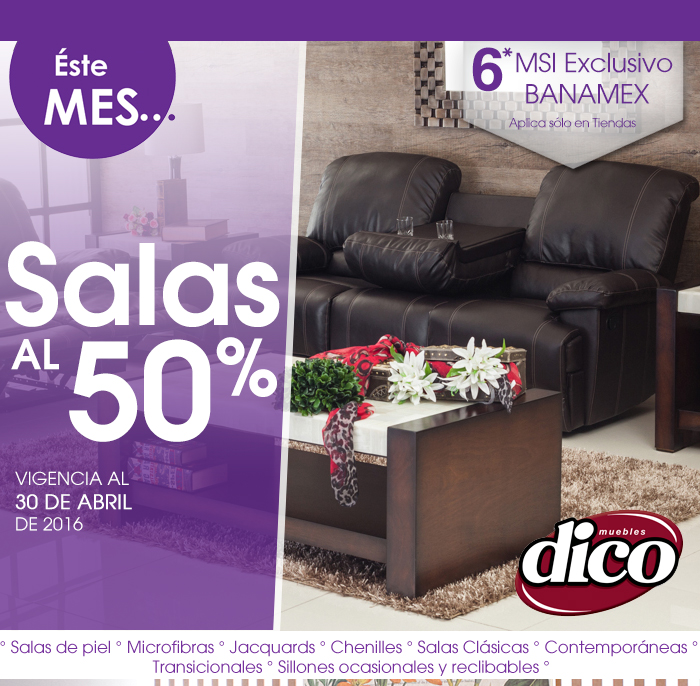 Éste
MES...
6* MSI Exclusivo
BANAMEX
Aplica sólo en Tiendas
Salas
AL
50%
VIGENCIA AL
30 DE ABRIL
DE 2016
muebles
dico
° Salas de piel ° Microfibras ° Jacquards ° Chenilles ° Salas Clásicas ° Contemporáneas °
Transicionales ° Sillones ocasionales y reclibables °